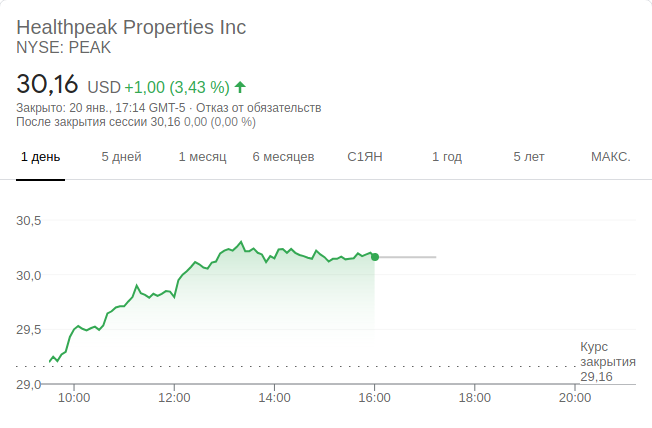 Healthpeak Properties Inc
NYSE: PEAK
30,16 USD +1,00 (3,43 %)
Закрыто: 20 янв., 17:14 GMT-5 · Отказ от обязательств
После закрытия сессии 30,16 0,00 (0,00 %)
1 день 5 дней 1 месяц 6 месяцев С1ЯН 1 год 5 лет МАКС.
30,5
30,0
29,5
29,0
Курс
закрытия
29,16
10:00 12:00 14:00 16:00 18:00 20:00